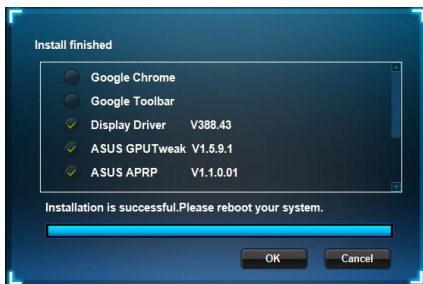 Install finished
Google Chrome
Google Toolbar
Display Driver V388.43
ASUS GPUTweak V1.5.9.1
ASUS APRP V1.1.0.01
Installation is successful.Please reboot your system.
OK Cancel